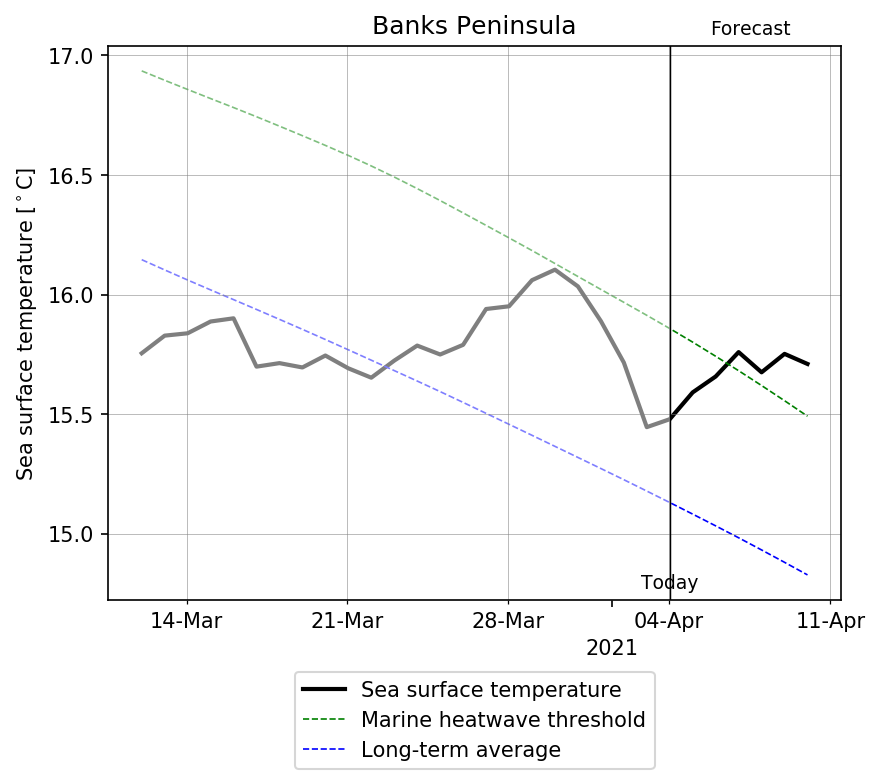 Banks Peninsula
Forecast
Sea surface temperature [°C]
17.0
16.5
16.0
15.5
15.0
Today
14-Mar
21-Mar
28-Mar
04-Apr
11-Apr
2021
Sea surface temperature
Marine heatwave threshold
Long-term average